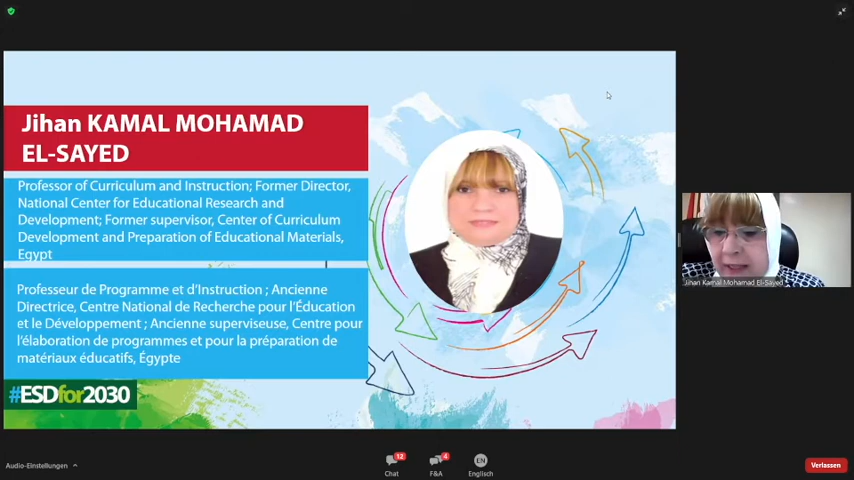 Jihan KAMAL MOHAMAD
EL-SAYED
Professor of Curriculum and Instruction; Former Director,
National Center for Educational Research and
Development; Former supervisor, Center of Curriculum
Development and Preparation of Educational Materials,
Egypt
Professeur de Programme et d'Instruction ; Ancienne
Directrice, Centre National de Recherche pour l'Éducation
et le Développement ; Ancienne superviseuse, Centre pour
l'élaboration de programmes et pour la préparation de
matériaux éducatifs, Égypte
#ESDfor2030
Jihan Kamal Mohamad El-Sayed
Audio-Einstellungen
12
Chat
4
F&A
EN
Englisch
Verlassen